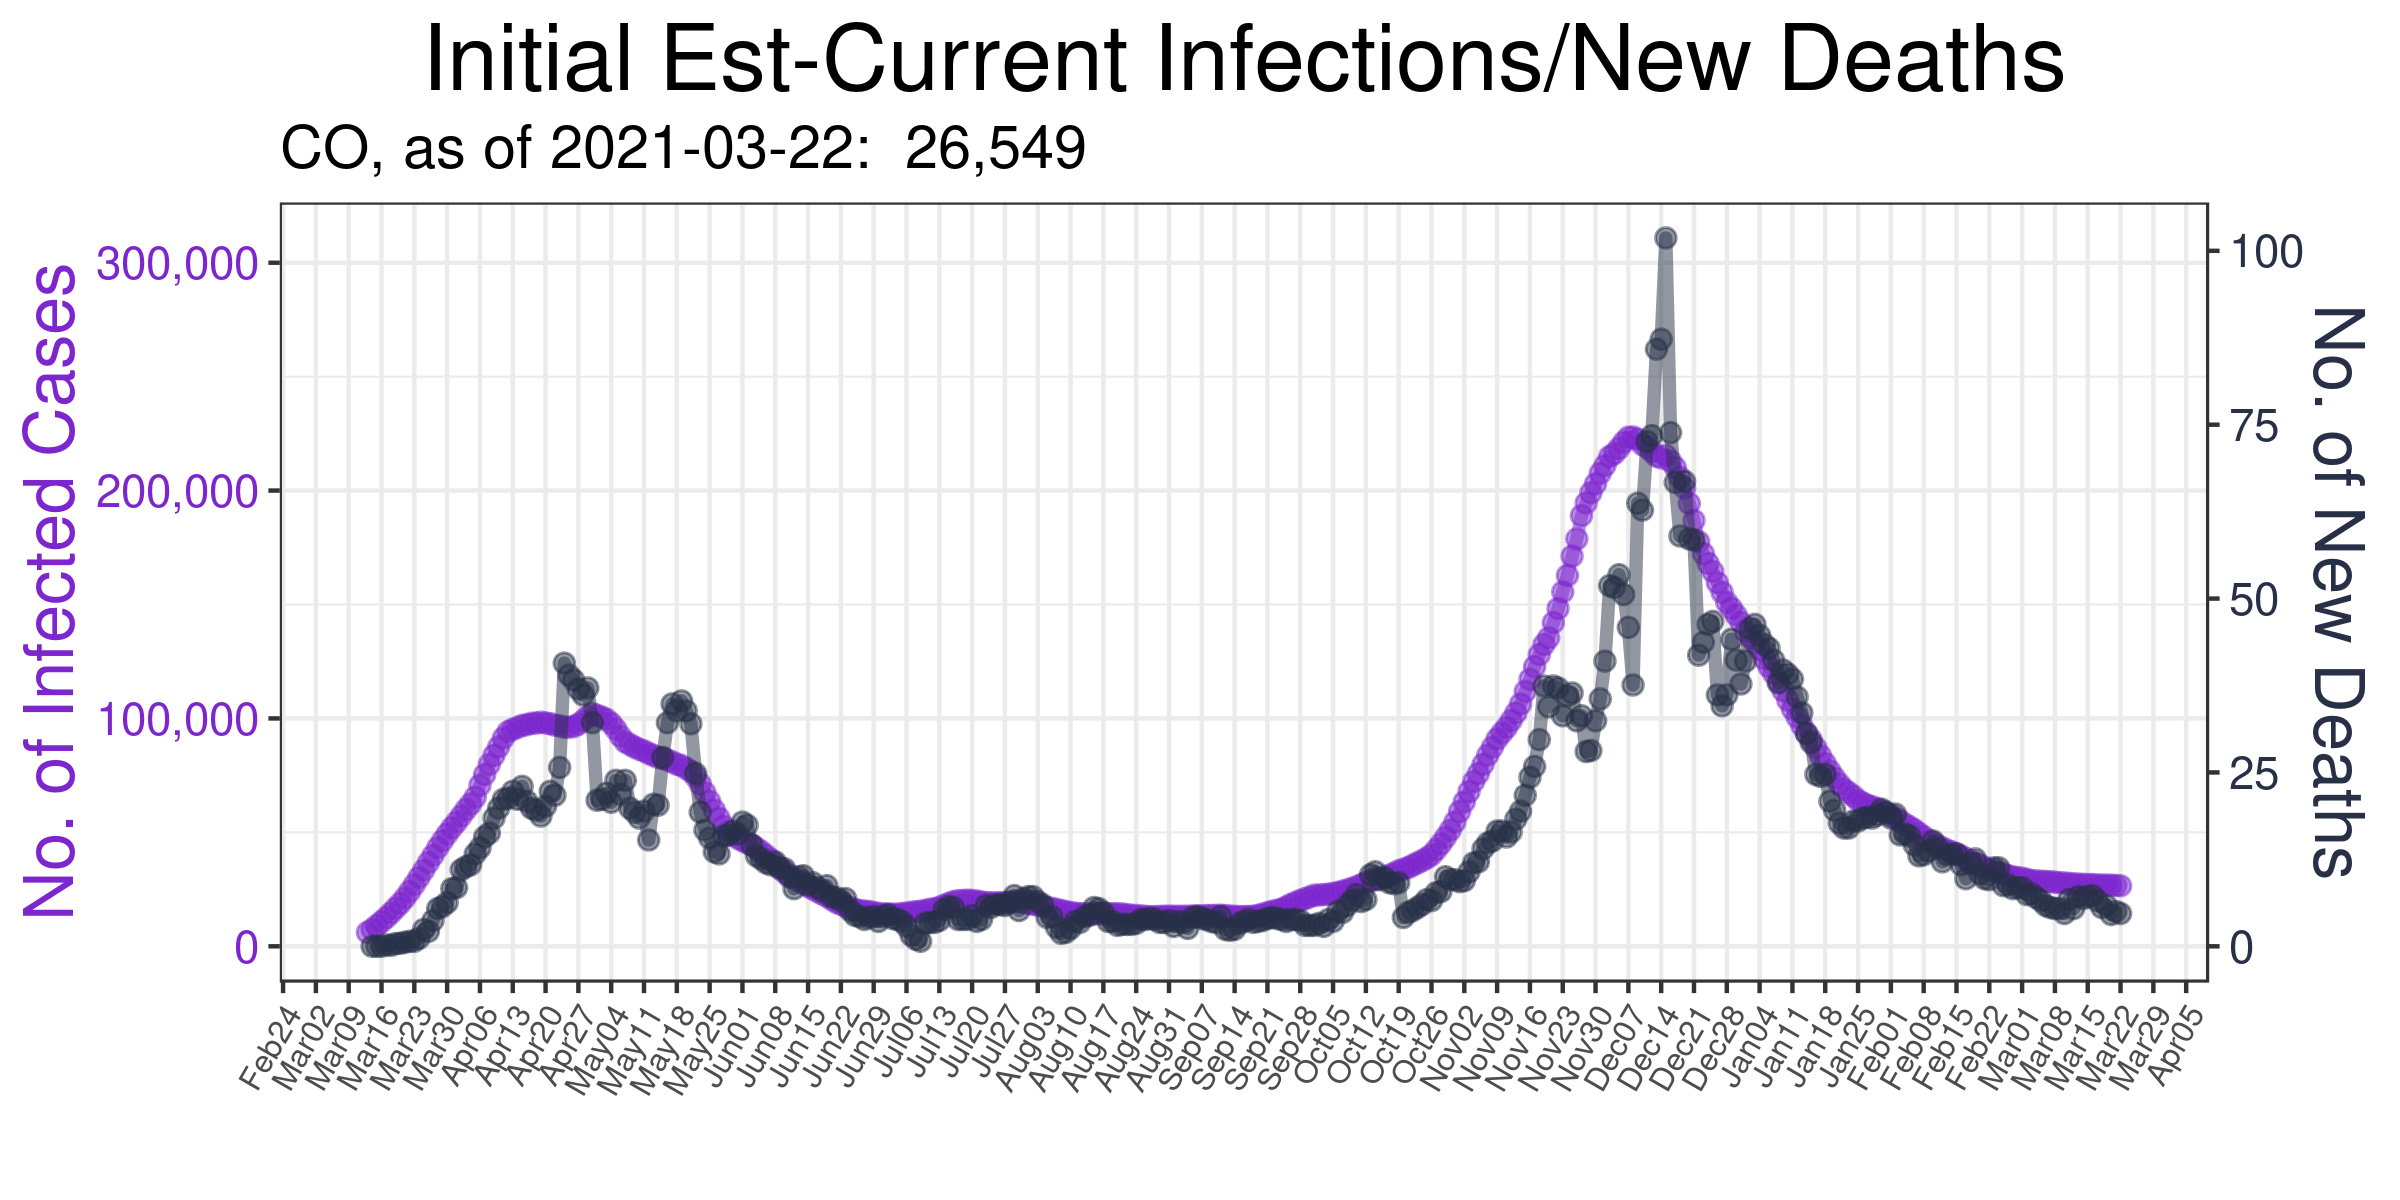 Initial Est-Current Infections/New Deaths
CO, as of 2021-03-22: 26,549
No. of Infected Cases
300,000
200,000
100,000
0
100
75
50
25
0
No. of New Deaths
Feb24
Mar02
Mar09
Mar16
Mar23
Mar30
Apr06
Apr13
Apr20
Apr27
May04
May11
May18
May25
Jun01
Jun08
Jun15
Jun22
Jun29
Jul06
Jul13
Jul20
Jul27
Aug03
Aug10
Aug17
Aug24
Aug31
Sep07
Sep14
Sep21
Sep28
Oct05
Oct12
Oct19
Oct26
Nov02
Nov09
Nov16
Nov23
Nov30
Dec07
Dec14
Dec21
Dec28
Jan04
Jan11
Jan18
Jan25
Feb01
Feb08
Feb15
Feb22
Mar01
Mar08
Mar15
Mar22
Mar29
Apr05